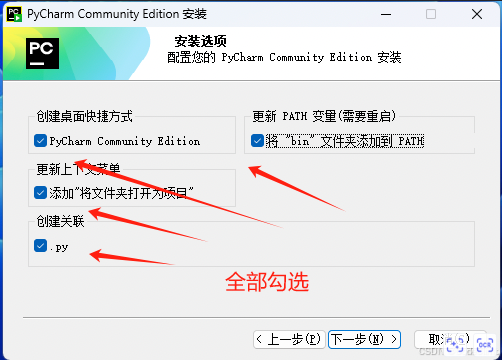 PyCharm Community Edition 安装
PC
安装选项
配置您的 PyCharm Community Edition 安装
创建桌面快捷方式
更新 PATH 变量(需要重启)
PyCharm Community Edition
将 "bin" 文件夹添加到 PATH
更新上下文菜单
添加"将文件夹打开为项目"
创建关联
.py
全部勾选
< 上一步(P)
下一步(N) >
取消(C)
OCR